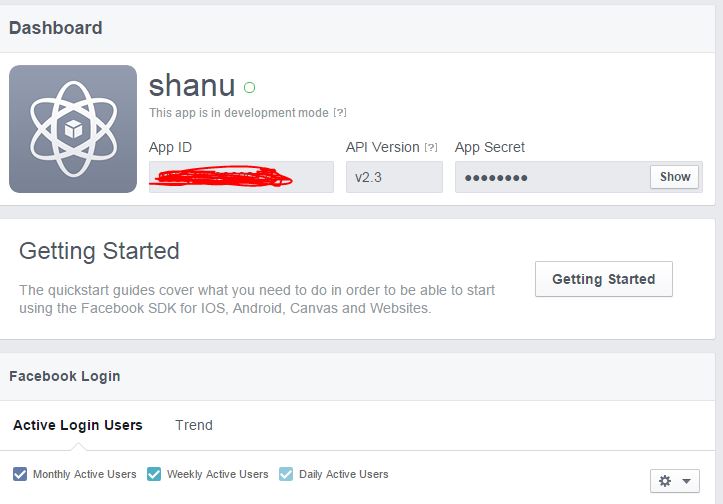 Dashboard
shanu
This app is in development mode [?]
App ID
API Version [?]
App Secret
v2.3
●●●●●●●●
Show
Getting Started
The quickstart guides cover what you need to do in order to be able to start
using the Facebook SDK for IOS, Android, Canvas and Websites.
Getting Started
Facebook Login
Active Login Users
Trend
Monthly Active Users
Weekly Active Users
Daily Active Users